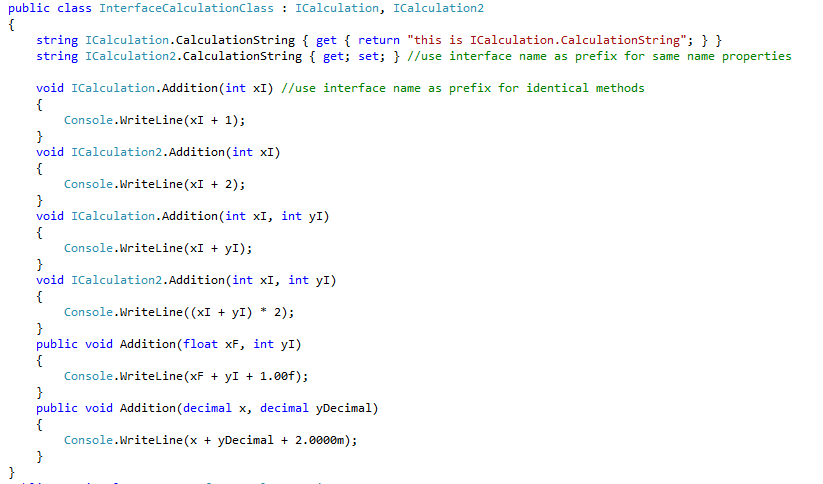 public class InterfaceCalculationClass : ICalculation, ICalculation2
{
    string ICalculation.CalculationString { get { return "this is ICalculation.CalculationString"; } }
    string ICalculation2.CalculationString { get; set; } //use interface name as prefix for same name properties

    void ICalculation.Addition(int xI) //use interface name as prefix for identical methods
    {
        Console.WriteLine(xI + 1);
    }
    void ICalculation2.Addition(int xI)
    {
        Console.WriteLine(xI + 2);
    }
    void ICalculation.Addition(int xI, int yI)
    {
        Console.WriteLine(xI + yI);
    }
    void ICalculation2.Addition(int xI, int yI)
    {
        Console.WriteLine((xI + yI) * 2);
    }
    public void Addition(float xF, int yI)
    {
        Console.WriteLine(xF + yI + 1.00f);
    }
    public void Addition(decimal x, decimal yDecimal)
    {
        Console.WriteLine(x + yDecimal + 2.0000m);
    }
}